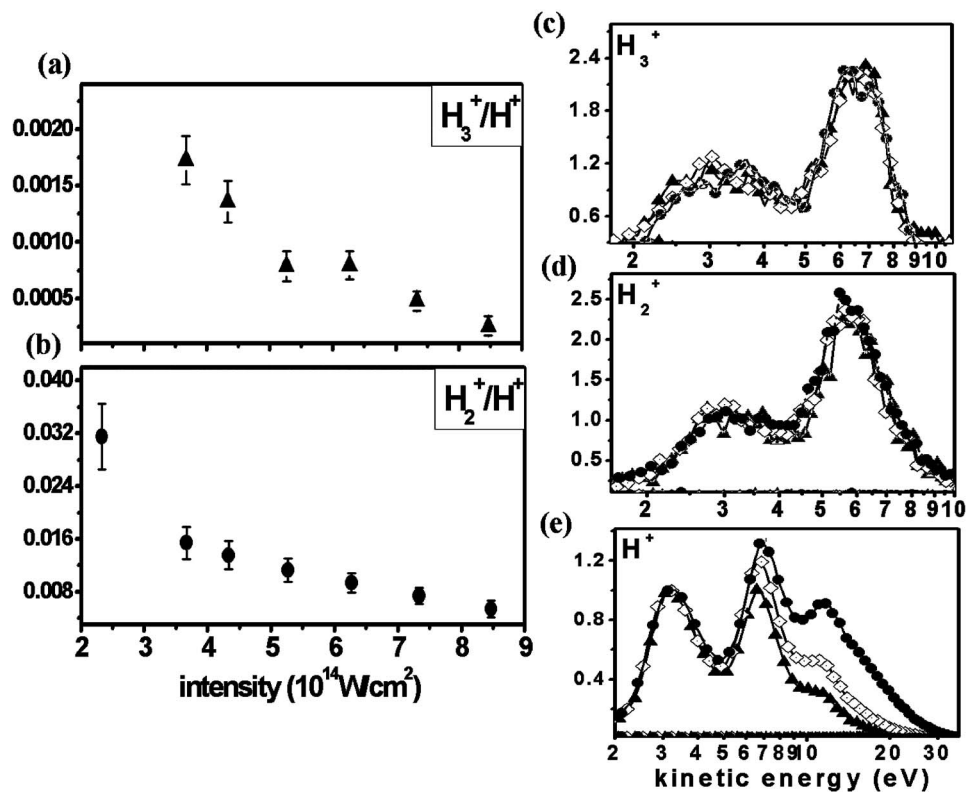 (a)
H₃⁺/H⁺
0.0020
0.0015
0.0010
0.0005
(b)
H₂⁺/H⁺
0.040
0.032
0.024
0.016
0.008
2 3 4 5 6 7 8 9
intensity (10¹⁴W/cm²)
(c)
H₃⁺
2.4
1.8
1.2
0.6
2 3 4 5 6 7 8 9 10
(d)
H₂⁺
2.5
2.0
1.5
1.0
0.5
2 3 4 5 6 7 8 9 10
(e)
H⁺
1.2
0.8
0.4
2 3 4 5 6 7 8 9 10 20 30
kinetic energy (eV)